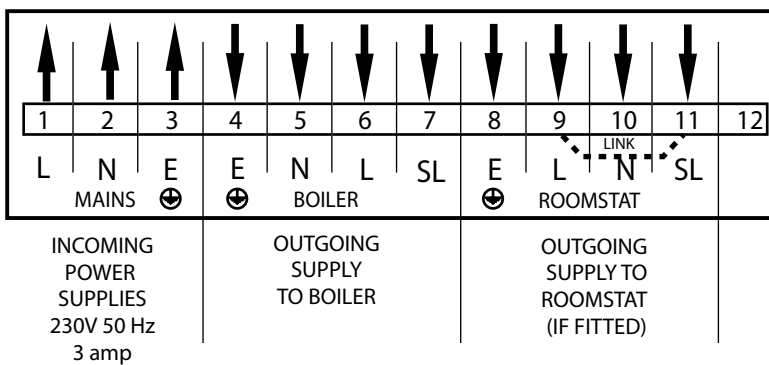 1 2 3 4 5 6 7 8 9 10 11 12
LINK
L N E E N L SL E L N SL
MAINS BOILER ROOMSTAT
INCOMING
POWER
SUPPLIES
230V 50 Hz
3 amp
OUTGOING
SUPPLY
TO BOILER
OUTGOING
SUPPLY TO
ROOMSTAT
(IF FITTED)